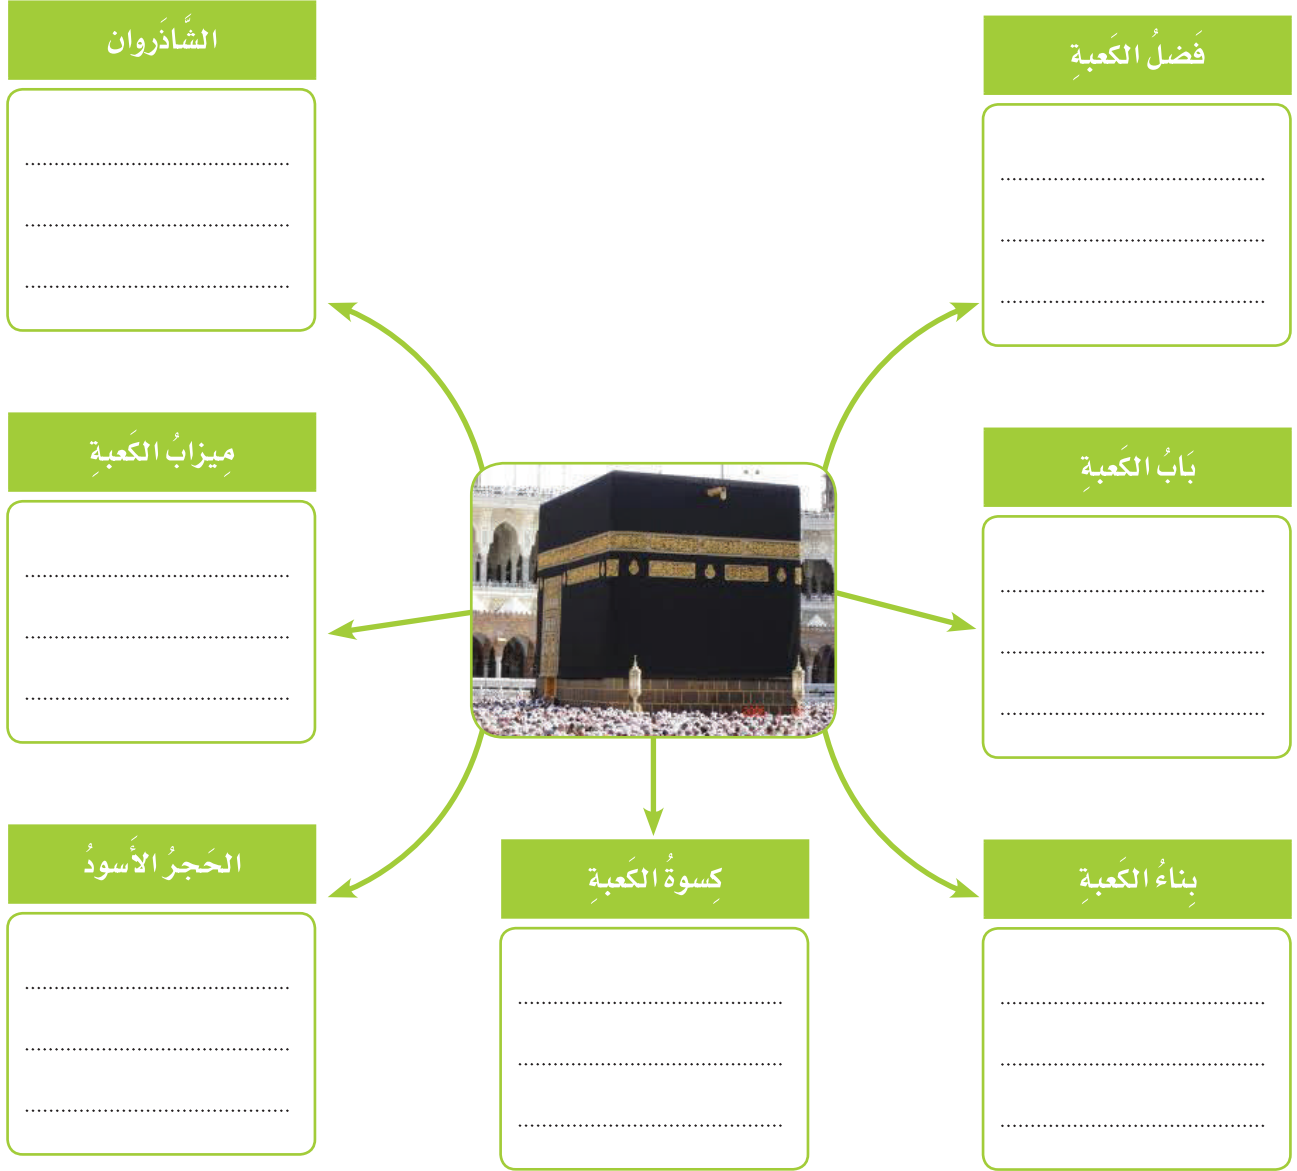 فَضلُ الكَعبةِ
الشَّاذَروان
بَابُ الكَعبةِ
مِيزابُ الكَعبةِ
بِناءُ الكَعبةِ
كِسوةُ الكَعبةِ
الحَجرُ الأَسودُ